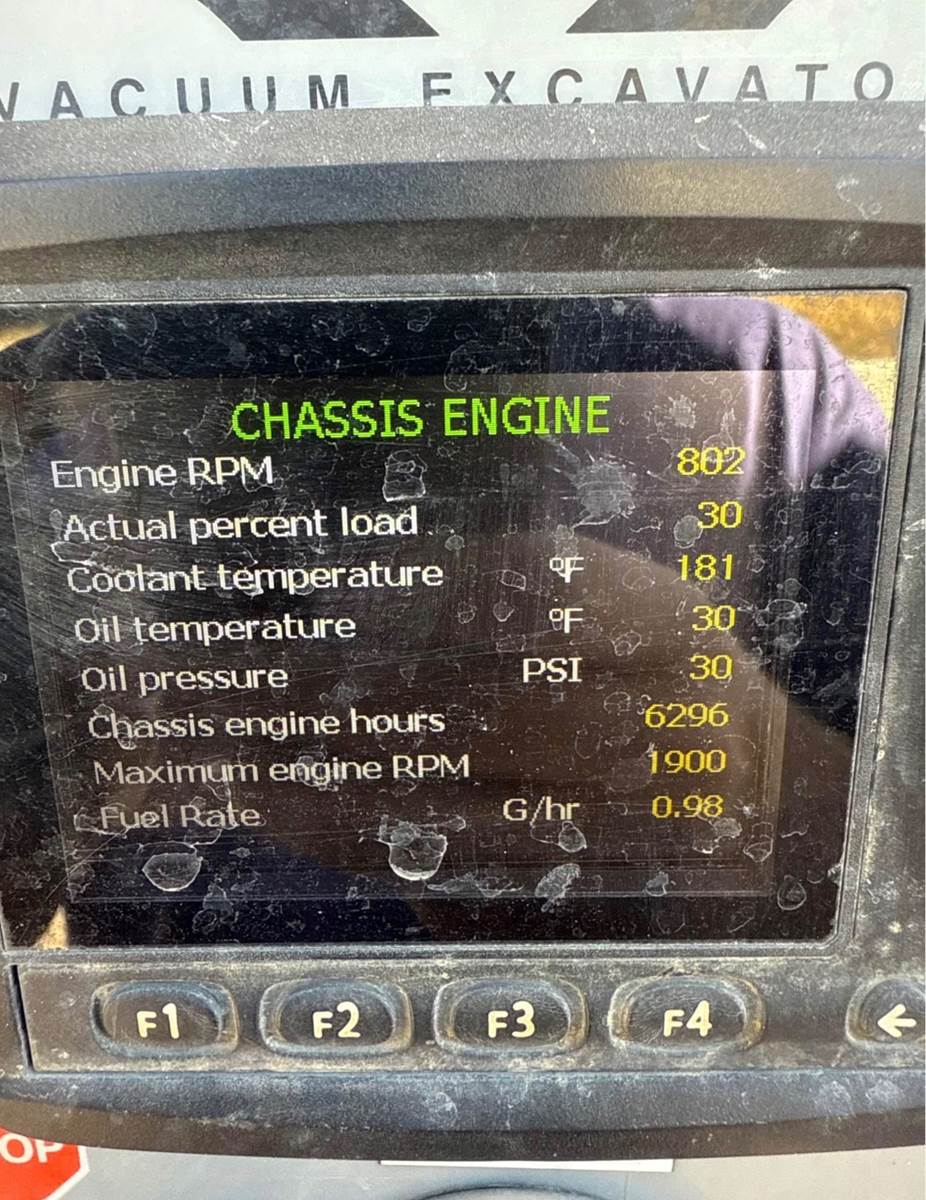 VACUUM EXCAVATO
CHASSIS ENGINE
Engine RPM 802
Actual percent load 30
Coolant temperature ºF 181
Oil temperature ºF 30
Oil pressure PSI 30
Chassis engine hours 6296
Maximum engine RPM 1900
Fuel Rate G/hr 0.98
F1 F2 F3 F4 ←
OP